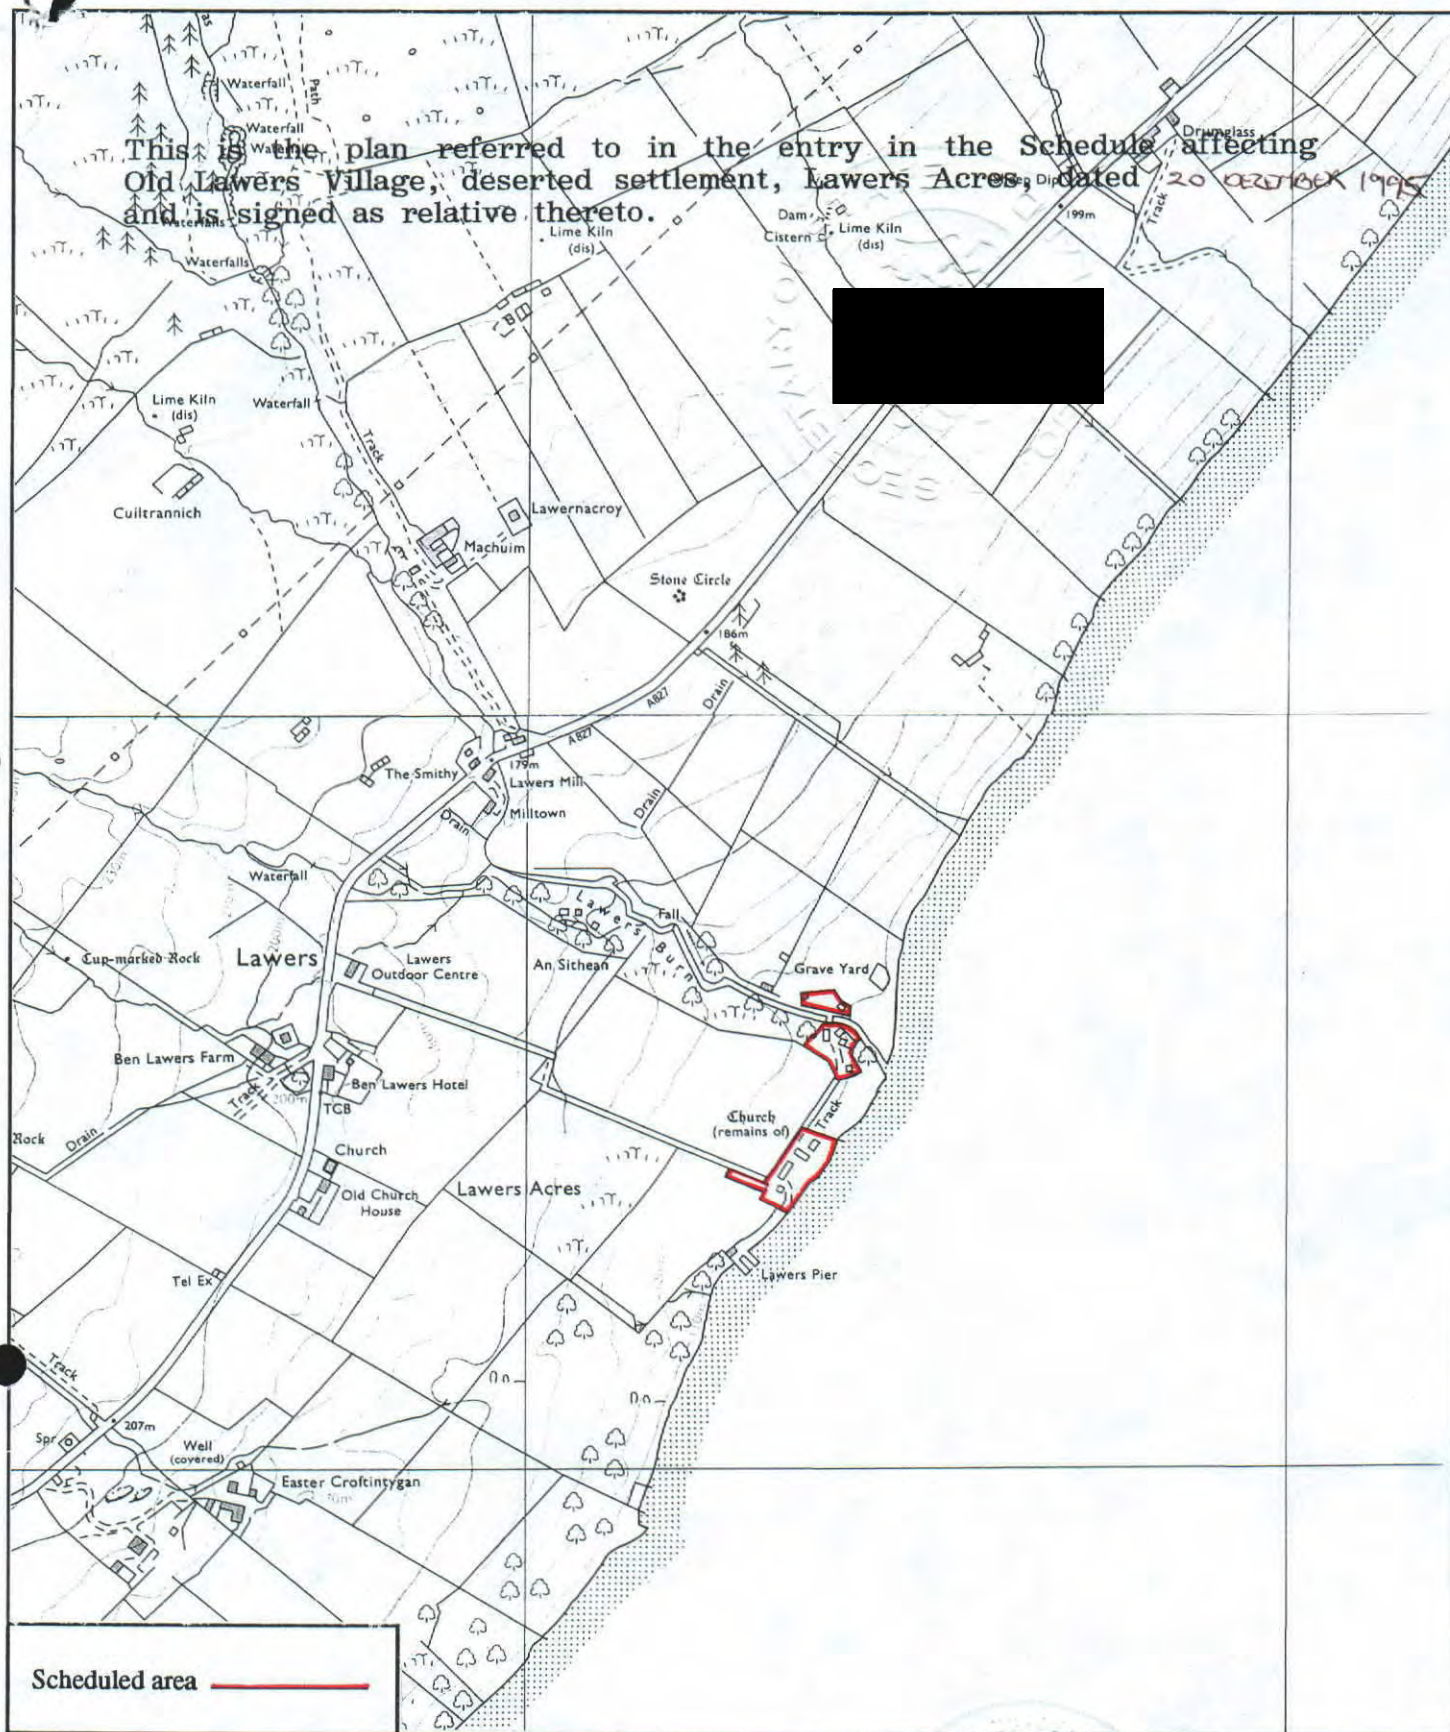 Waterfall
Path
Waterfall
This is the plan referred to in the entry in the Schedule affecting
Old Lawers Village, deserted settlement, Lawers Acres, dated 20 DECEMBER 1995
and is signed as relative thereto.
Drumglass
Waterfalls
Waterfalls
Lime Kiln
(dis)
Dam
Cistern
Lime Kiln
(dis)
199m
Track
Lime Kiln
(dis)
Waterfall
Track
Cuiltrannich
Lawernacroy
Machuim
Stone Circle
186m
Drain
A827
A827
179m
The Smithy
Lawers Mill
Milltown
Drain
Drain
230m
210m
200m
Waterfall
Lawers Burn
Fall
Cup-marked Rock
Lawers
Lawers
Outdoor Centre
An Sithean
Grave Yard
Ben Lawers Farm
Ben Lawers Hotel
Track
200m
TCB
Church
(remains of)
Track
Rock
Drain
Church
Old Church
House
Lawers Acres
Tel Ex
Lawers Pier
Track
207m
Spr
Well
(covered)
Easter Croftintygan
Scheduled area